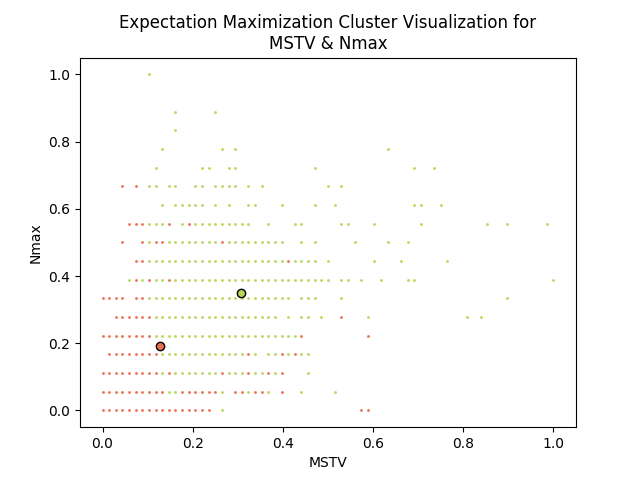 Expectation Maximization Cluster Visualization for
MSTV & Nmax
1.0
0.8
0.6
0.4
0.2
0.0
Nmax
0.0 0.2 0.4 0.6 0.8 1.0
MSTV